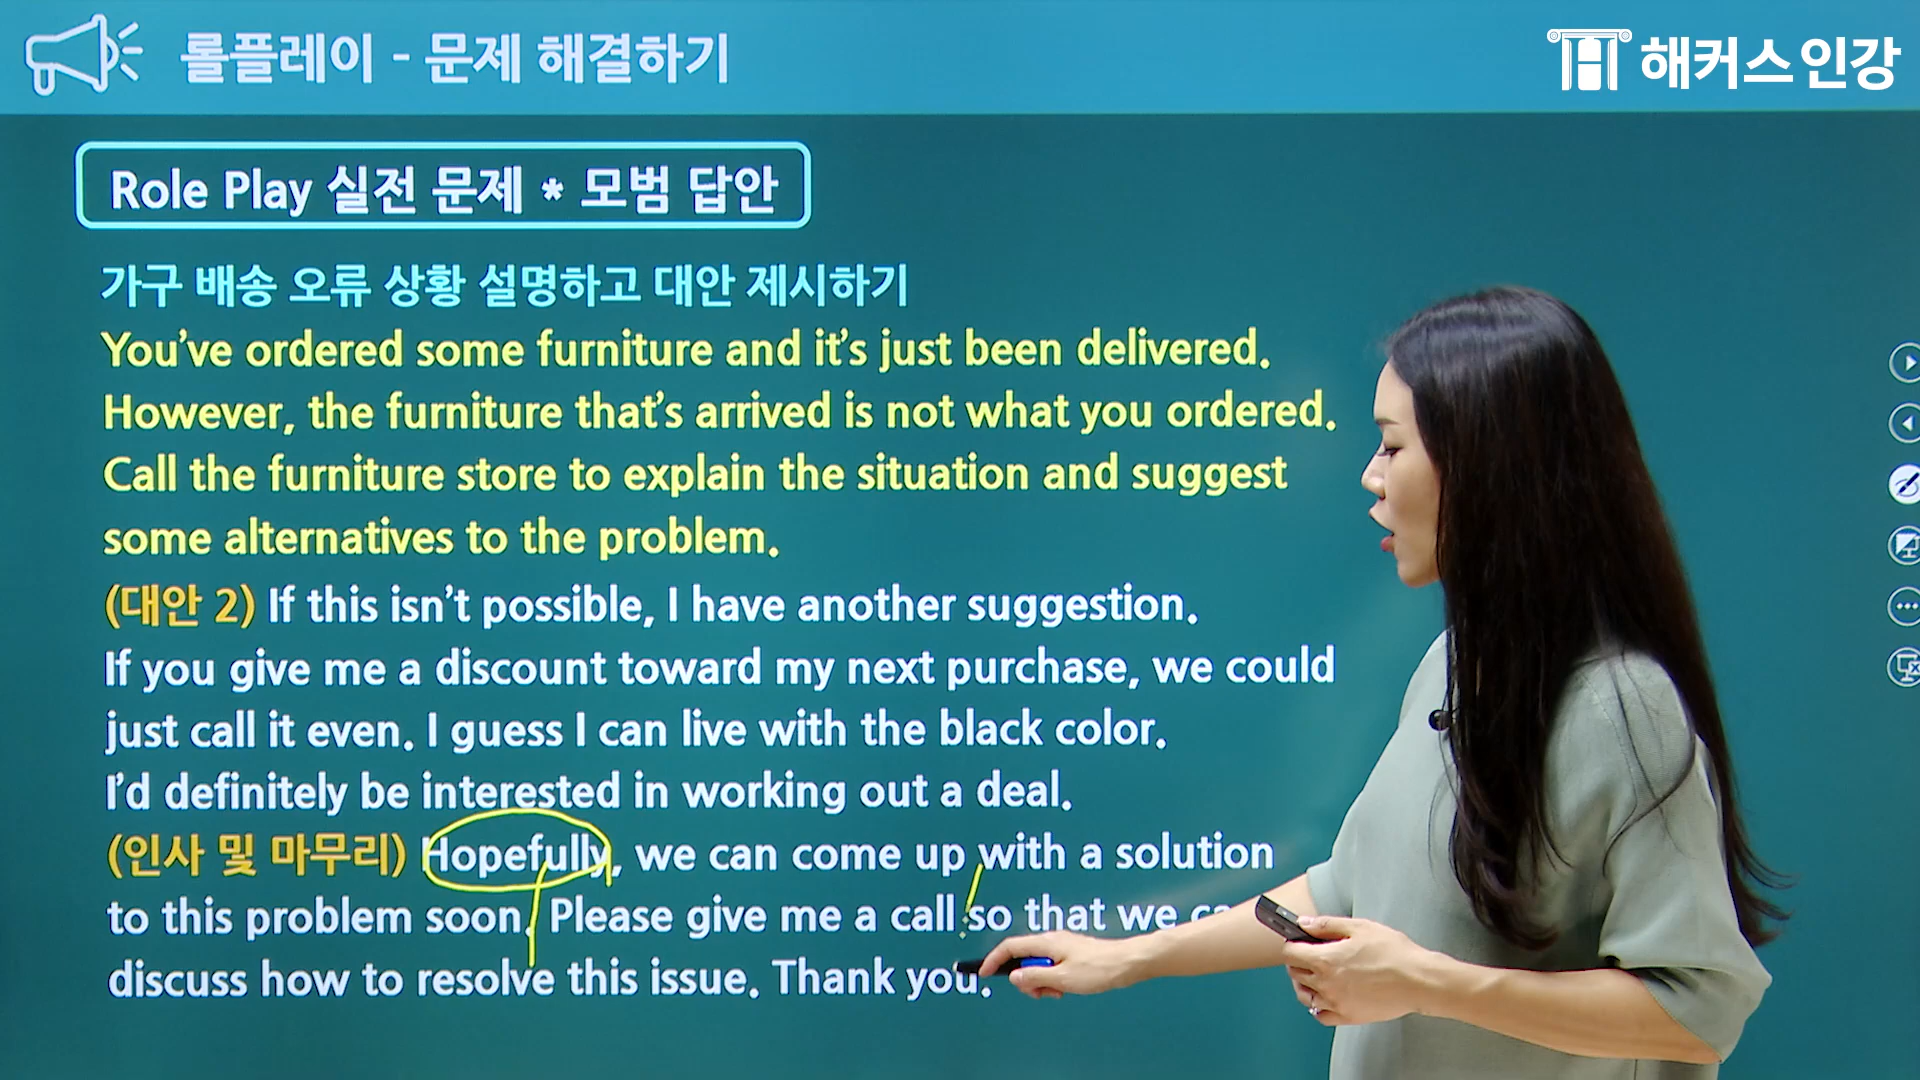 롤플레이 - 문제 해결하기
해커스인강
Role Play 실전 문제 * 모범 답안
가구 배송 오류 상황 설명하고 대안 제시하기
You've ordered some furniture and it's just been delivered.
However, the furniture that's arrived is not what you ordered.
Call the furniture store to explain the situation and suggest
some alternatives to the problem.
(대안 2) If this isn't possible, I have another suggestion.
If you give me a discount toward my next purchase, we could
just call it even. I guess I can live with the black color.
I'd definitely be interested in working out a deal.
(인사 및 마무리) Hopefully, we can come up with a solution
to this problem soon. Please give me a call so that we
discuss how to resolve this issue. Thank you.